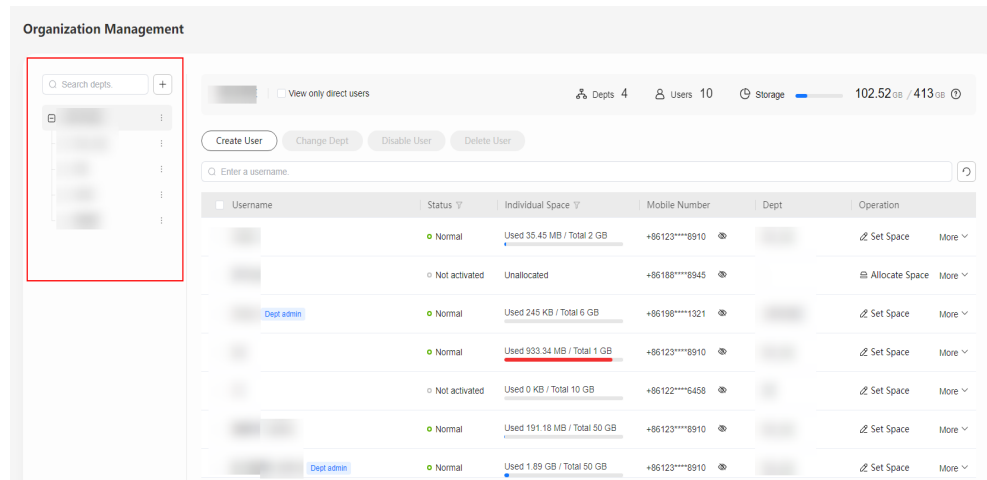 Organization Management
Search depts.
View only direct users Depts 4 Users 10 Storage 102.52 GB / 413 GB
Create User Change Dept Disable User Delete User
Enter a username.
Username Status Individual Space Mobile Number Dept Operation
Normal Used 35.45 MB / Total 2 GB +86123****8910 Set Space More
Not activated Unallocated +86188****8945 Allocate Space More
Dept admin Normal Used 245 KB / Total 6 GB +86198****1321 Set Space More
Normal Used 933.34 MB / Total 1 GB +86123****8910 Set Space More
Not activated Used 0 KB / Total 10 GB +86122****6458 Set Space More
Normal Used 191.18 MB / Total 50 GB +86123****8910 Set Space More
Dept admin Normal Used 1.89 GB / Total 50 GB +86123****8910 Set Space More